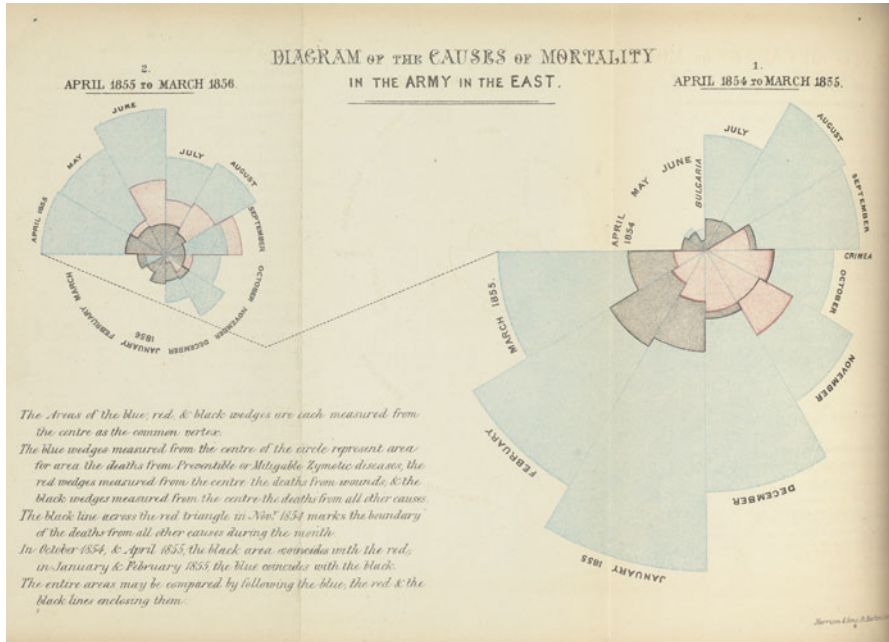 DIAGRAM OF THE CAUSES OF MORTALITY
IN THE ARMY IN THE EAST.
2.
APRIL 1855 TO MARCH 1856.
1.
APRIL 1854 TO MARCH 1855.
JUNE
MAY
APRIL 1855
JULY
AUGUST
SEPTEMBER
OCTOBER
NOVEMBER
DECEMBER
JANUARY
1856
FEBRUARY
MARCH
APRIL
1854
MAY
JUNE
BULGARIA
JULY
AUGUST
SEPTEMBER
CRIMEA
OCTOBER
NOVEMBER
DECEMBER
JANUARY 1855
FEBRUARY
MARCH 1855.
The Areas of the blue, red, & black wedges are each measured from
the centre as the common vertex.
The blue wedges measured from the centre of the circle represent area
for area the deaths from Preventible or Mitigable Zymotic diseases, the
red wedges measured from the centre the deaths from wounds, & the
black wedges measured from the centre the deaths from all other causes.
The black line across the red triangle in Novr. 1854 marks the boundary
of the deaths from all other causes during the month.
In October 1854, & April 1855, the black area coincides with the red,
in January & February 1855, the blue coincides with the black.
The entire areas may be compared by following the blue, the red & the
black lines enclosing them.
Harrison &